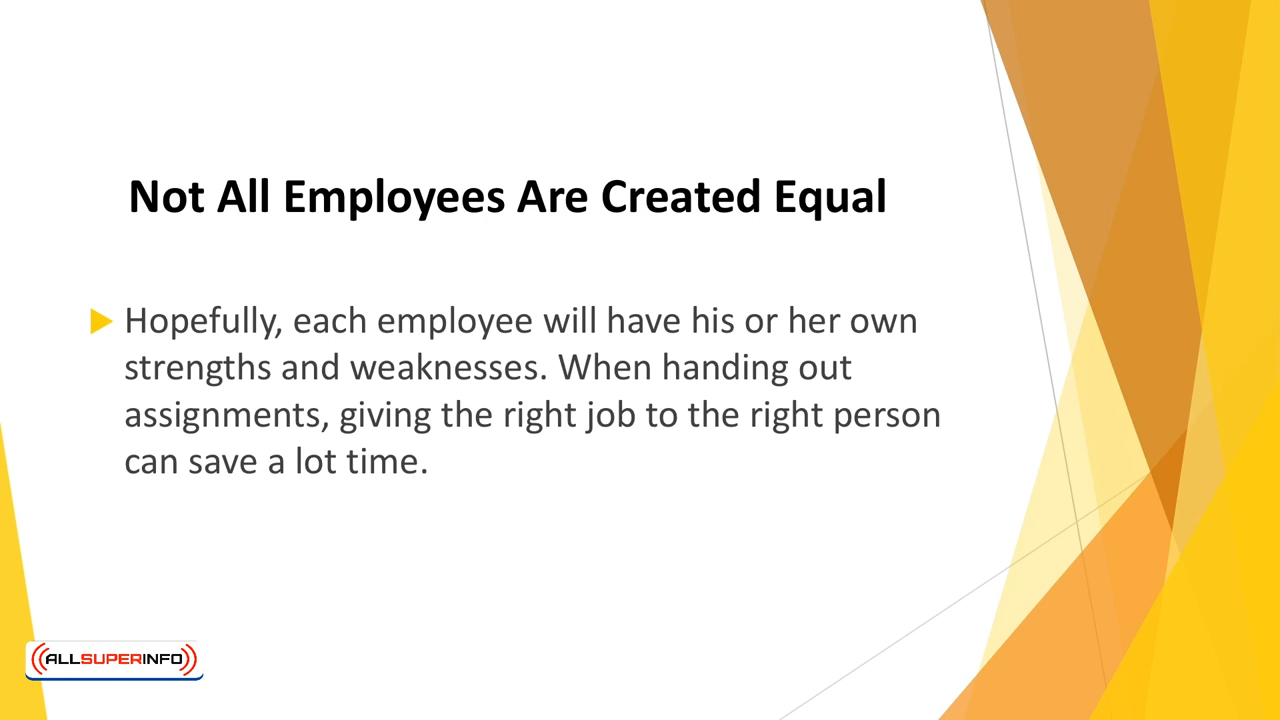 Not All Employees Are Created Equal
Hopefully, each employee will have his or her own
strengths and weaknesses. When handing out
assignments, giving the right job to the right person
can save a lot time.
ALLSUPERINFO